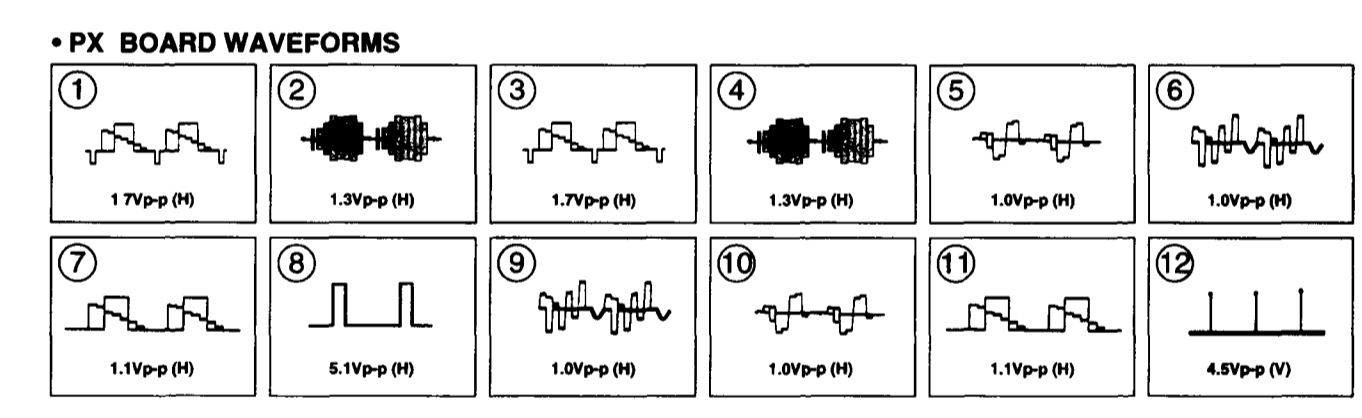 • PX BOARD WAVEFORMS
① ② ③ ④ ⑤ ⑥
1 7Vp-p (H) 1.3Vp-p (H) 1.7Vp-p (H) 1.3Vp-p (H) 1.0Vp-p (H) 1.0Vp-p (H)
⑦ ⑧ ⑨ ⑩ ⑪ ⑫
1.1Vp-p (H) 5.1Vp-p (H) 1.0Vp-p (H) 1.0Vp-p (H) 1.1Vp-p (H) 4.5Vp-p (V)